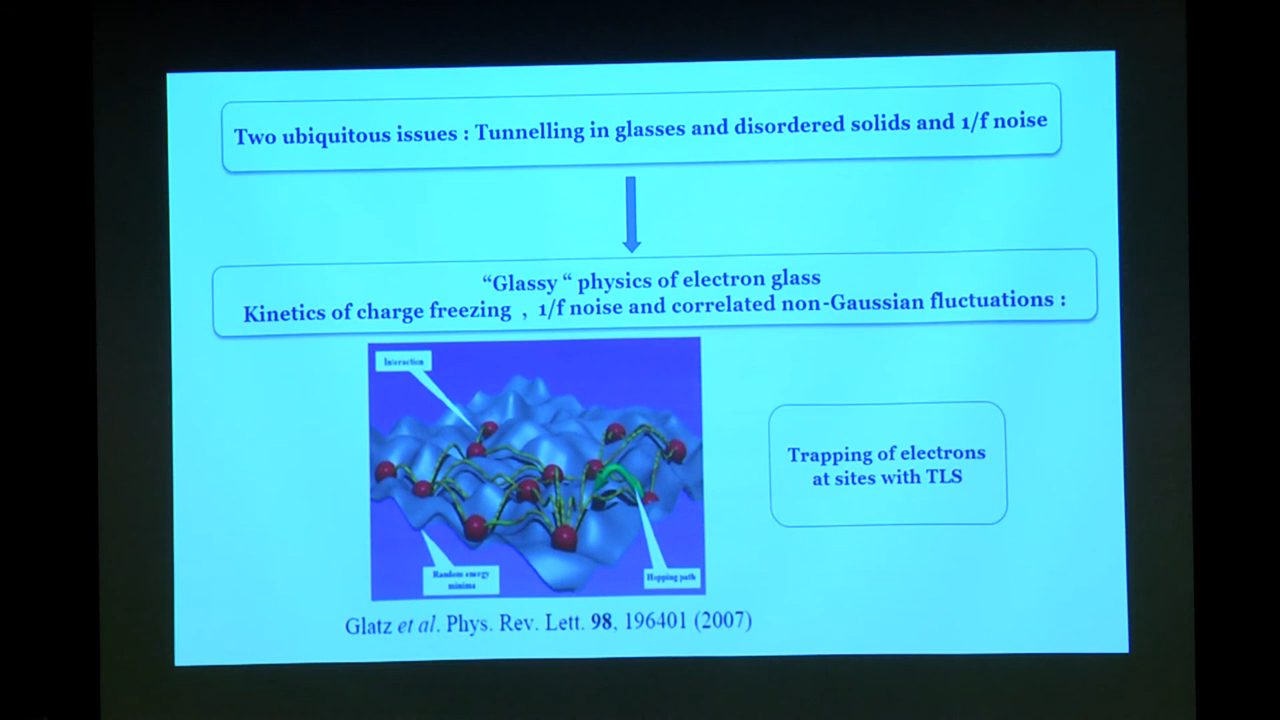 Two ubiquitous issues : Tunnelling in glasses and disordered solids and 1/f noise
“Glassy “ physics of electron glass
Kinetics of charge freezing , 1/f noise and correlated non-Gaussian fluctuations :
Interaction
Random energy
minima
Hopping path
Trapping of electrons
at sites with TLS
Glatz et al. Phys. Rev. Lett. 98, 196401 (2007)